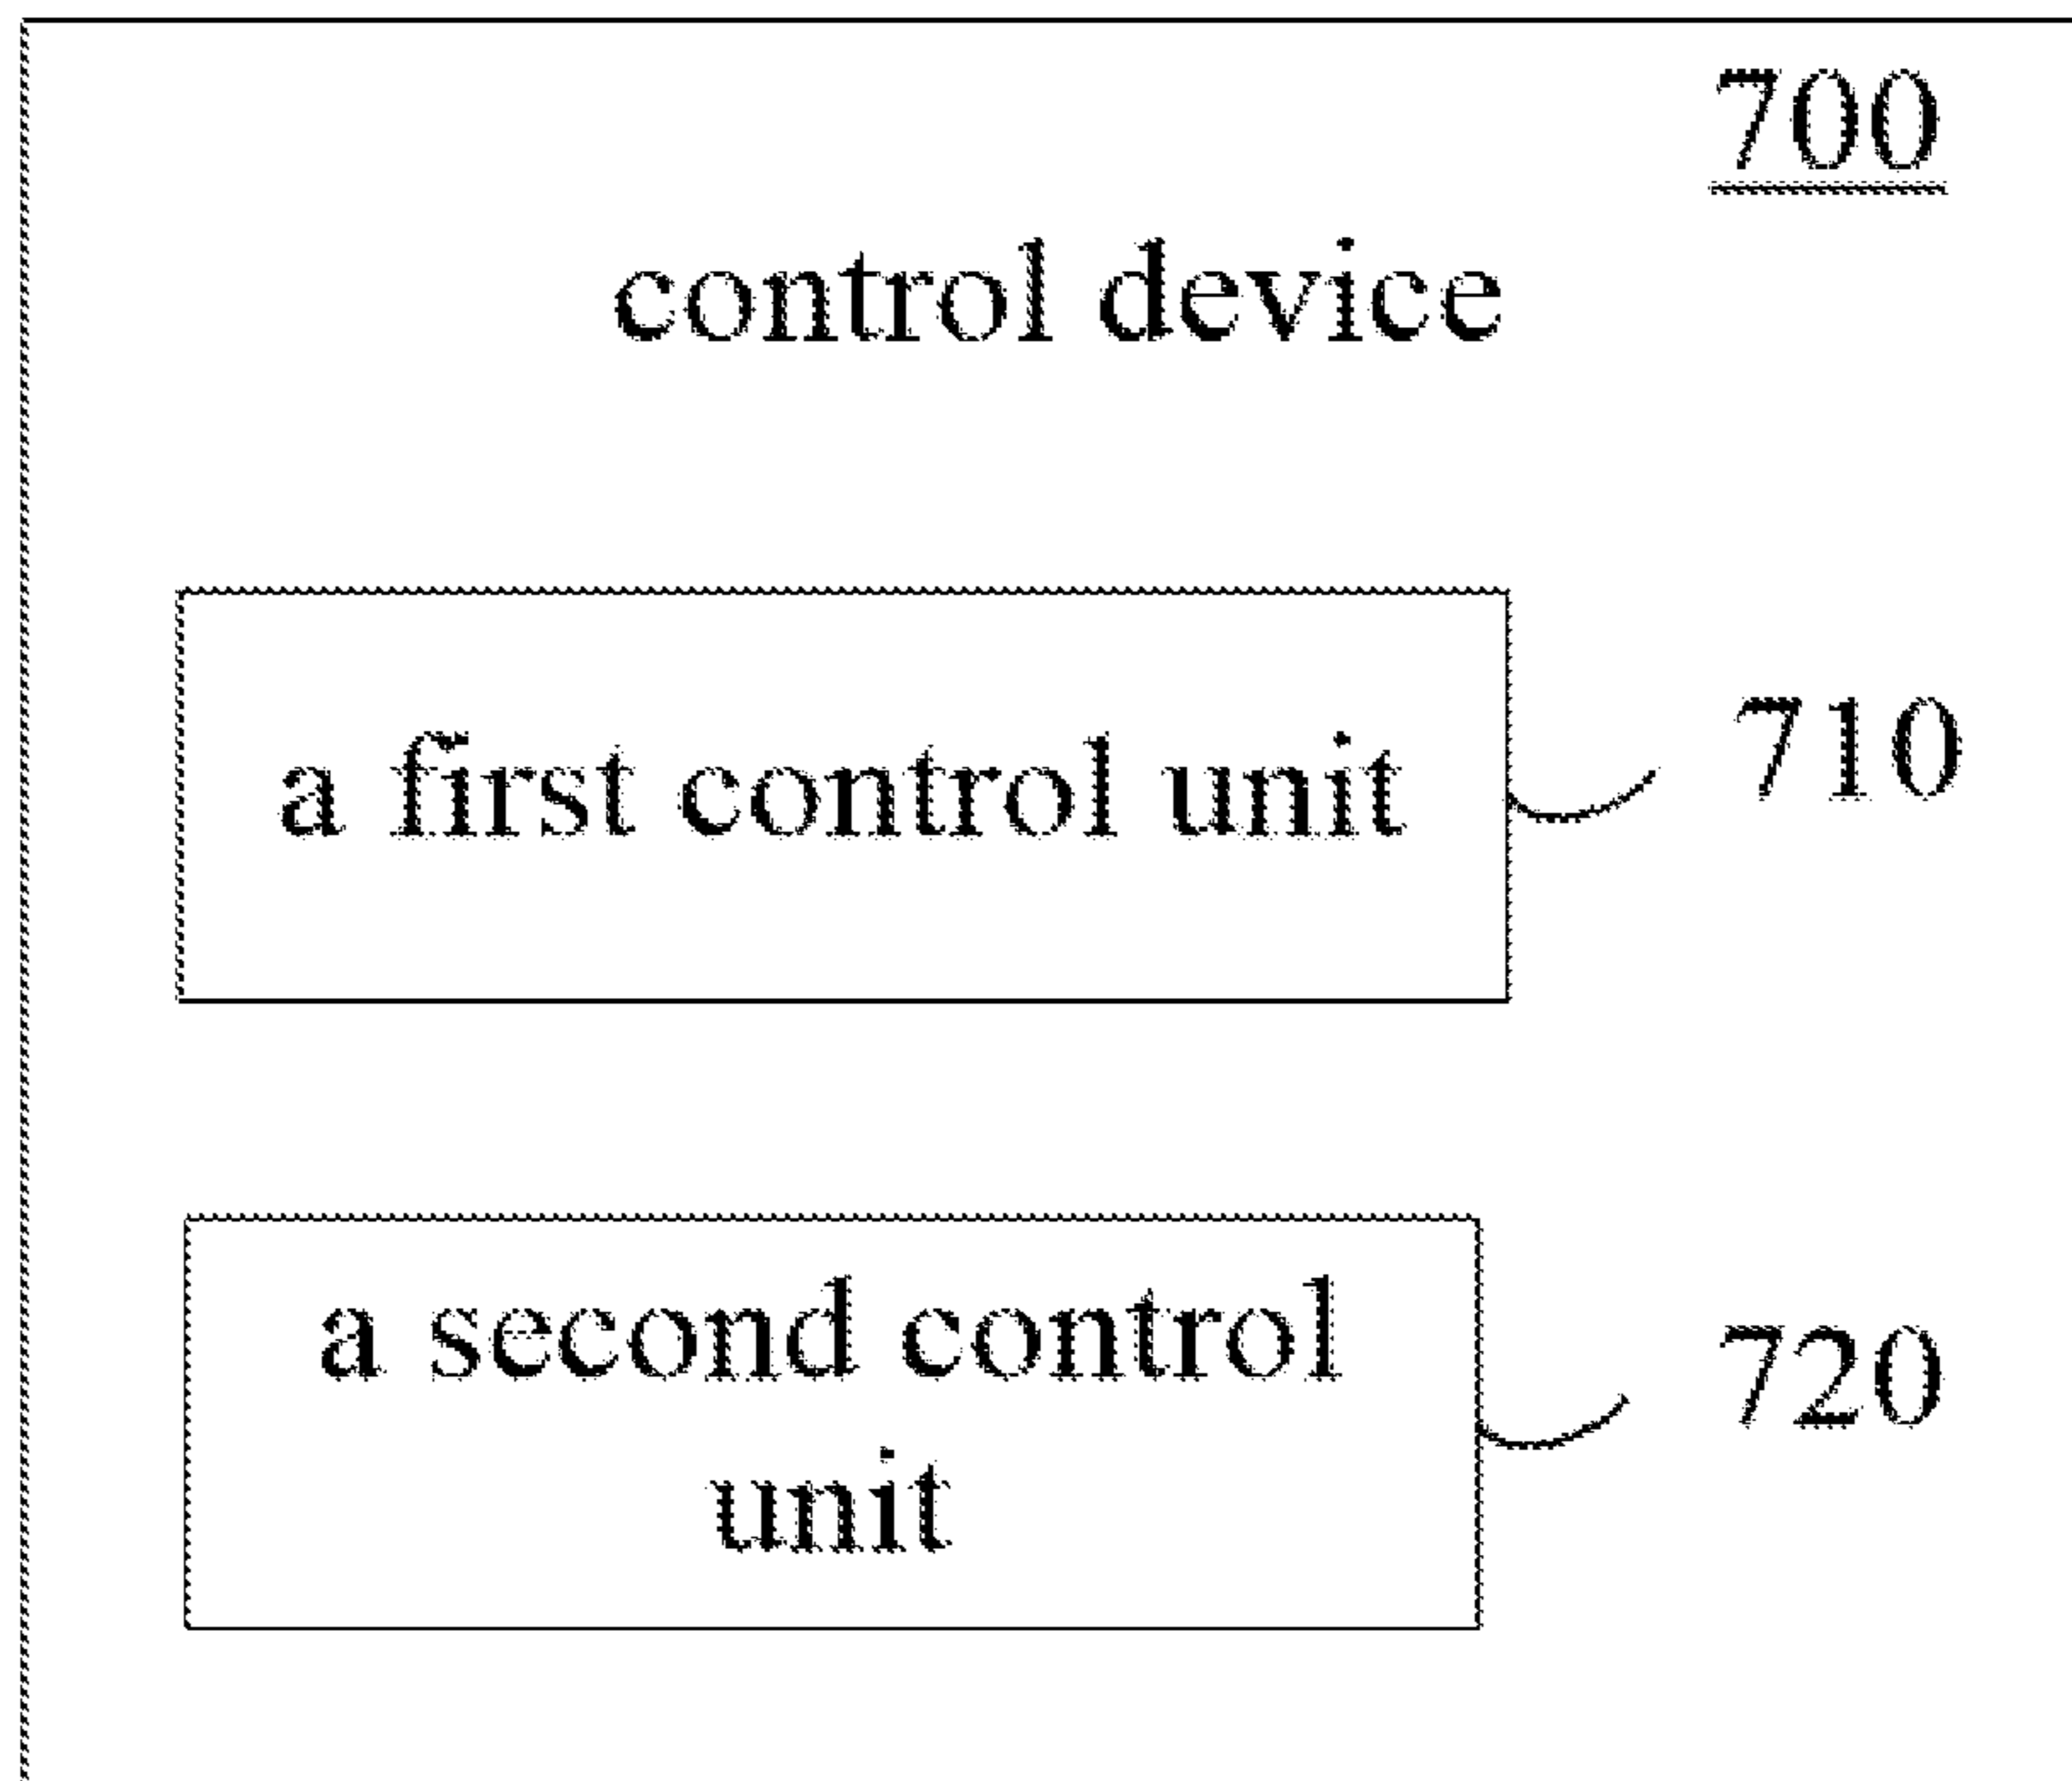 700
control device
a first control unit
710
a second control
unit
720